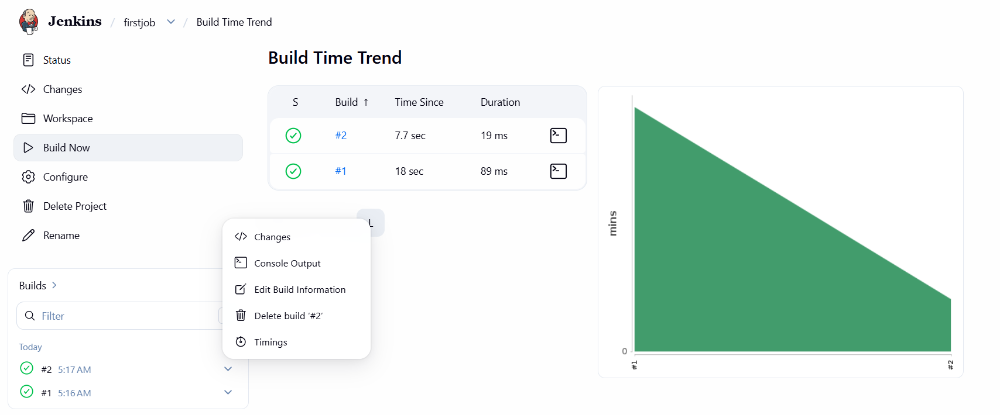 Jenkins / firstjob / Build Time Trend
Status
Changes
Workspace
Build Now
Configure
Delete Project
Rename
Builds
Filter
Today
#2 5:17 AM
#1 5:16 AM
Build Time Trend
S Build ↑ Time Since Duration
#2 7.7 sec 19 ms
#1 18 sec 89 ms
L
Changes
Console Output
Edit Build Information
Delete build ‘#2’
Timings
mins
0
#1
#2